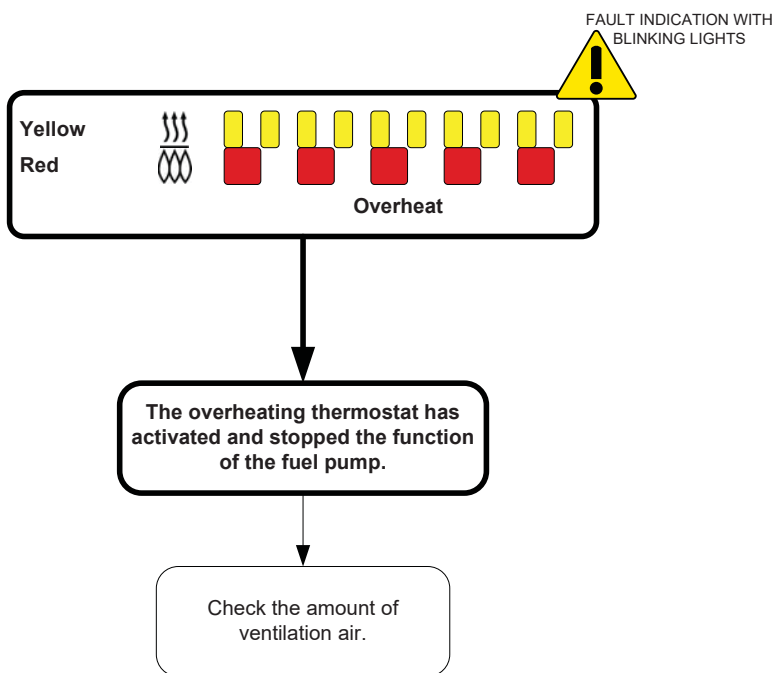 FAULT INDICATION WITH
BLINKING LIGHTS
Yellow
Red
Overheat
The overheating thermostat has
activated and stopped the function
of the fuel pump.
Check the amount of
ventilation air.